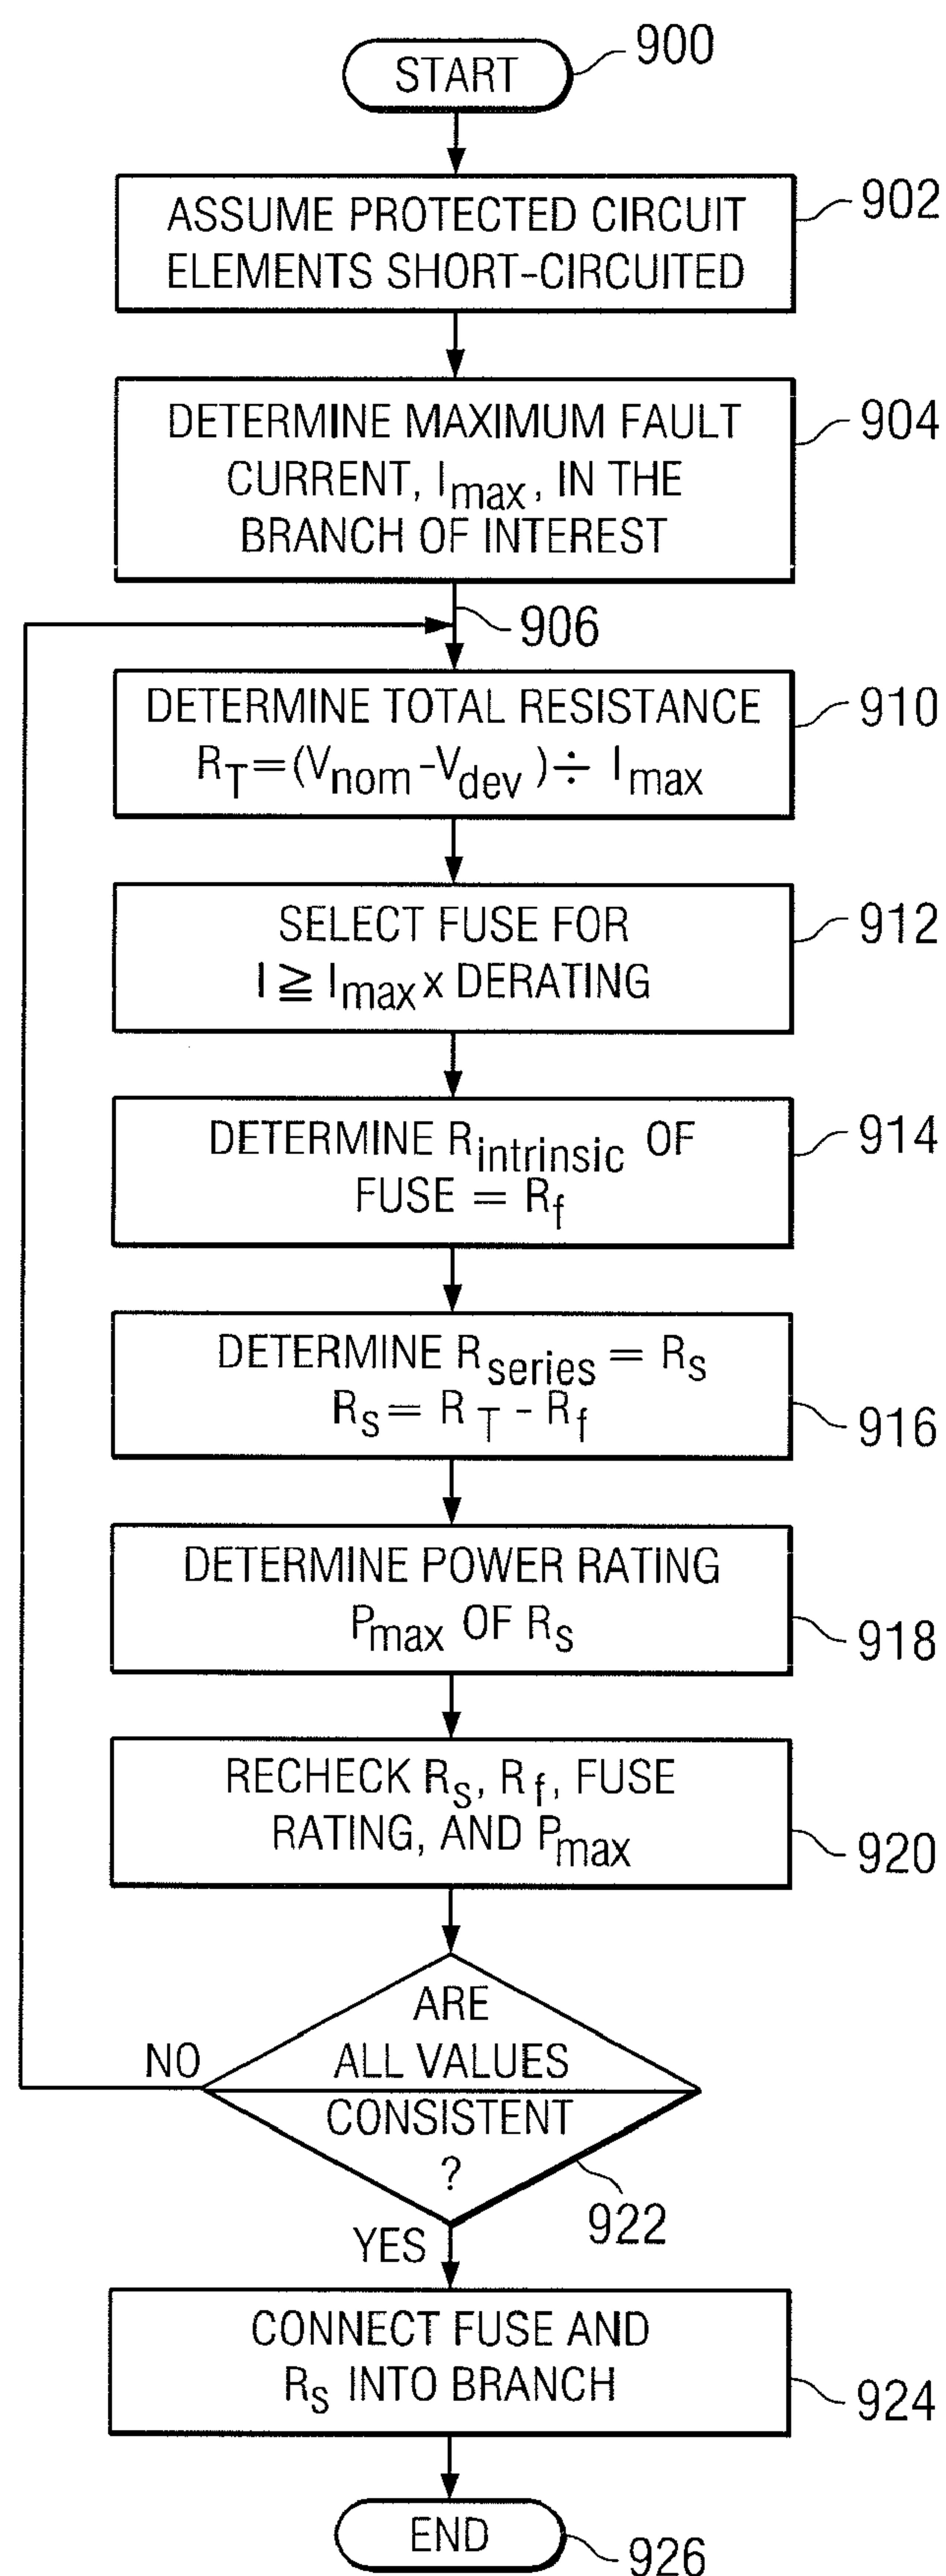 START
900
ASSUME PROTECTED CIRCUIT
ELEMENTS SHORT-CIRCUITED
902
DETERMINE MAXIMUM FAULT
CURRENT, Imax, IN THE
BRANCH OF INTEREST
904
906
DETERMINE TOTAL RESISTANCE
RT=(Vnom-Vdev)÷ Imax
910
SELECT FUSE FOR
I ≧ Imax x DERATING
912
DETERMINE Rintrinsic OF
FUSE = Rf
914
DETERMINE Rseries = Rs
Rs= RT - Rf
916
DETERMINE POWER RATING
Pmax OF Rs
918
RECHECK Rs, Rf, FUSE
RATING, AND Pmax
920
ARE
ALL VALUES
CONSISTENT
?
NO
922
YES
CONNECT FUSE AND
Rs INTO BRANCH
924
END
926